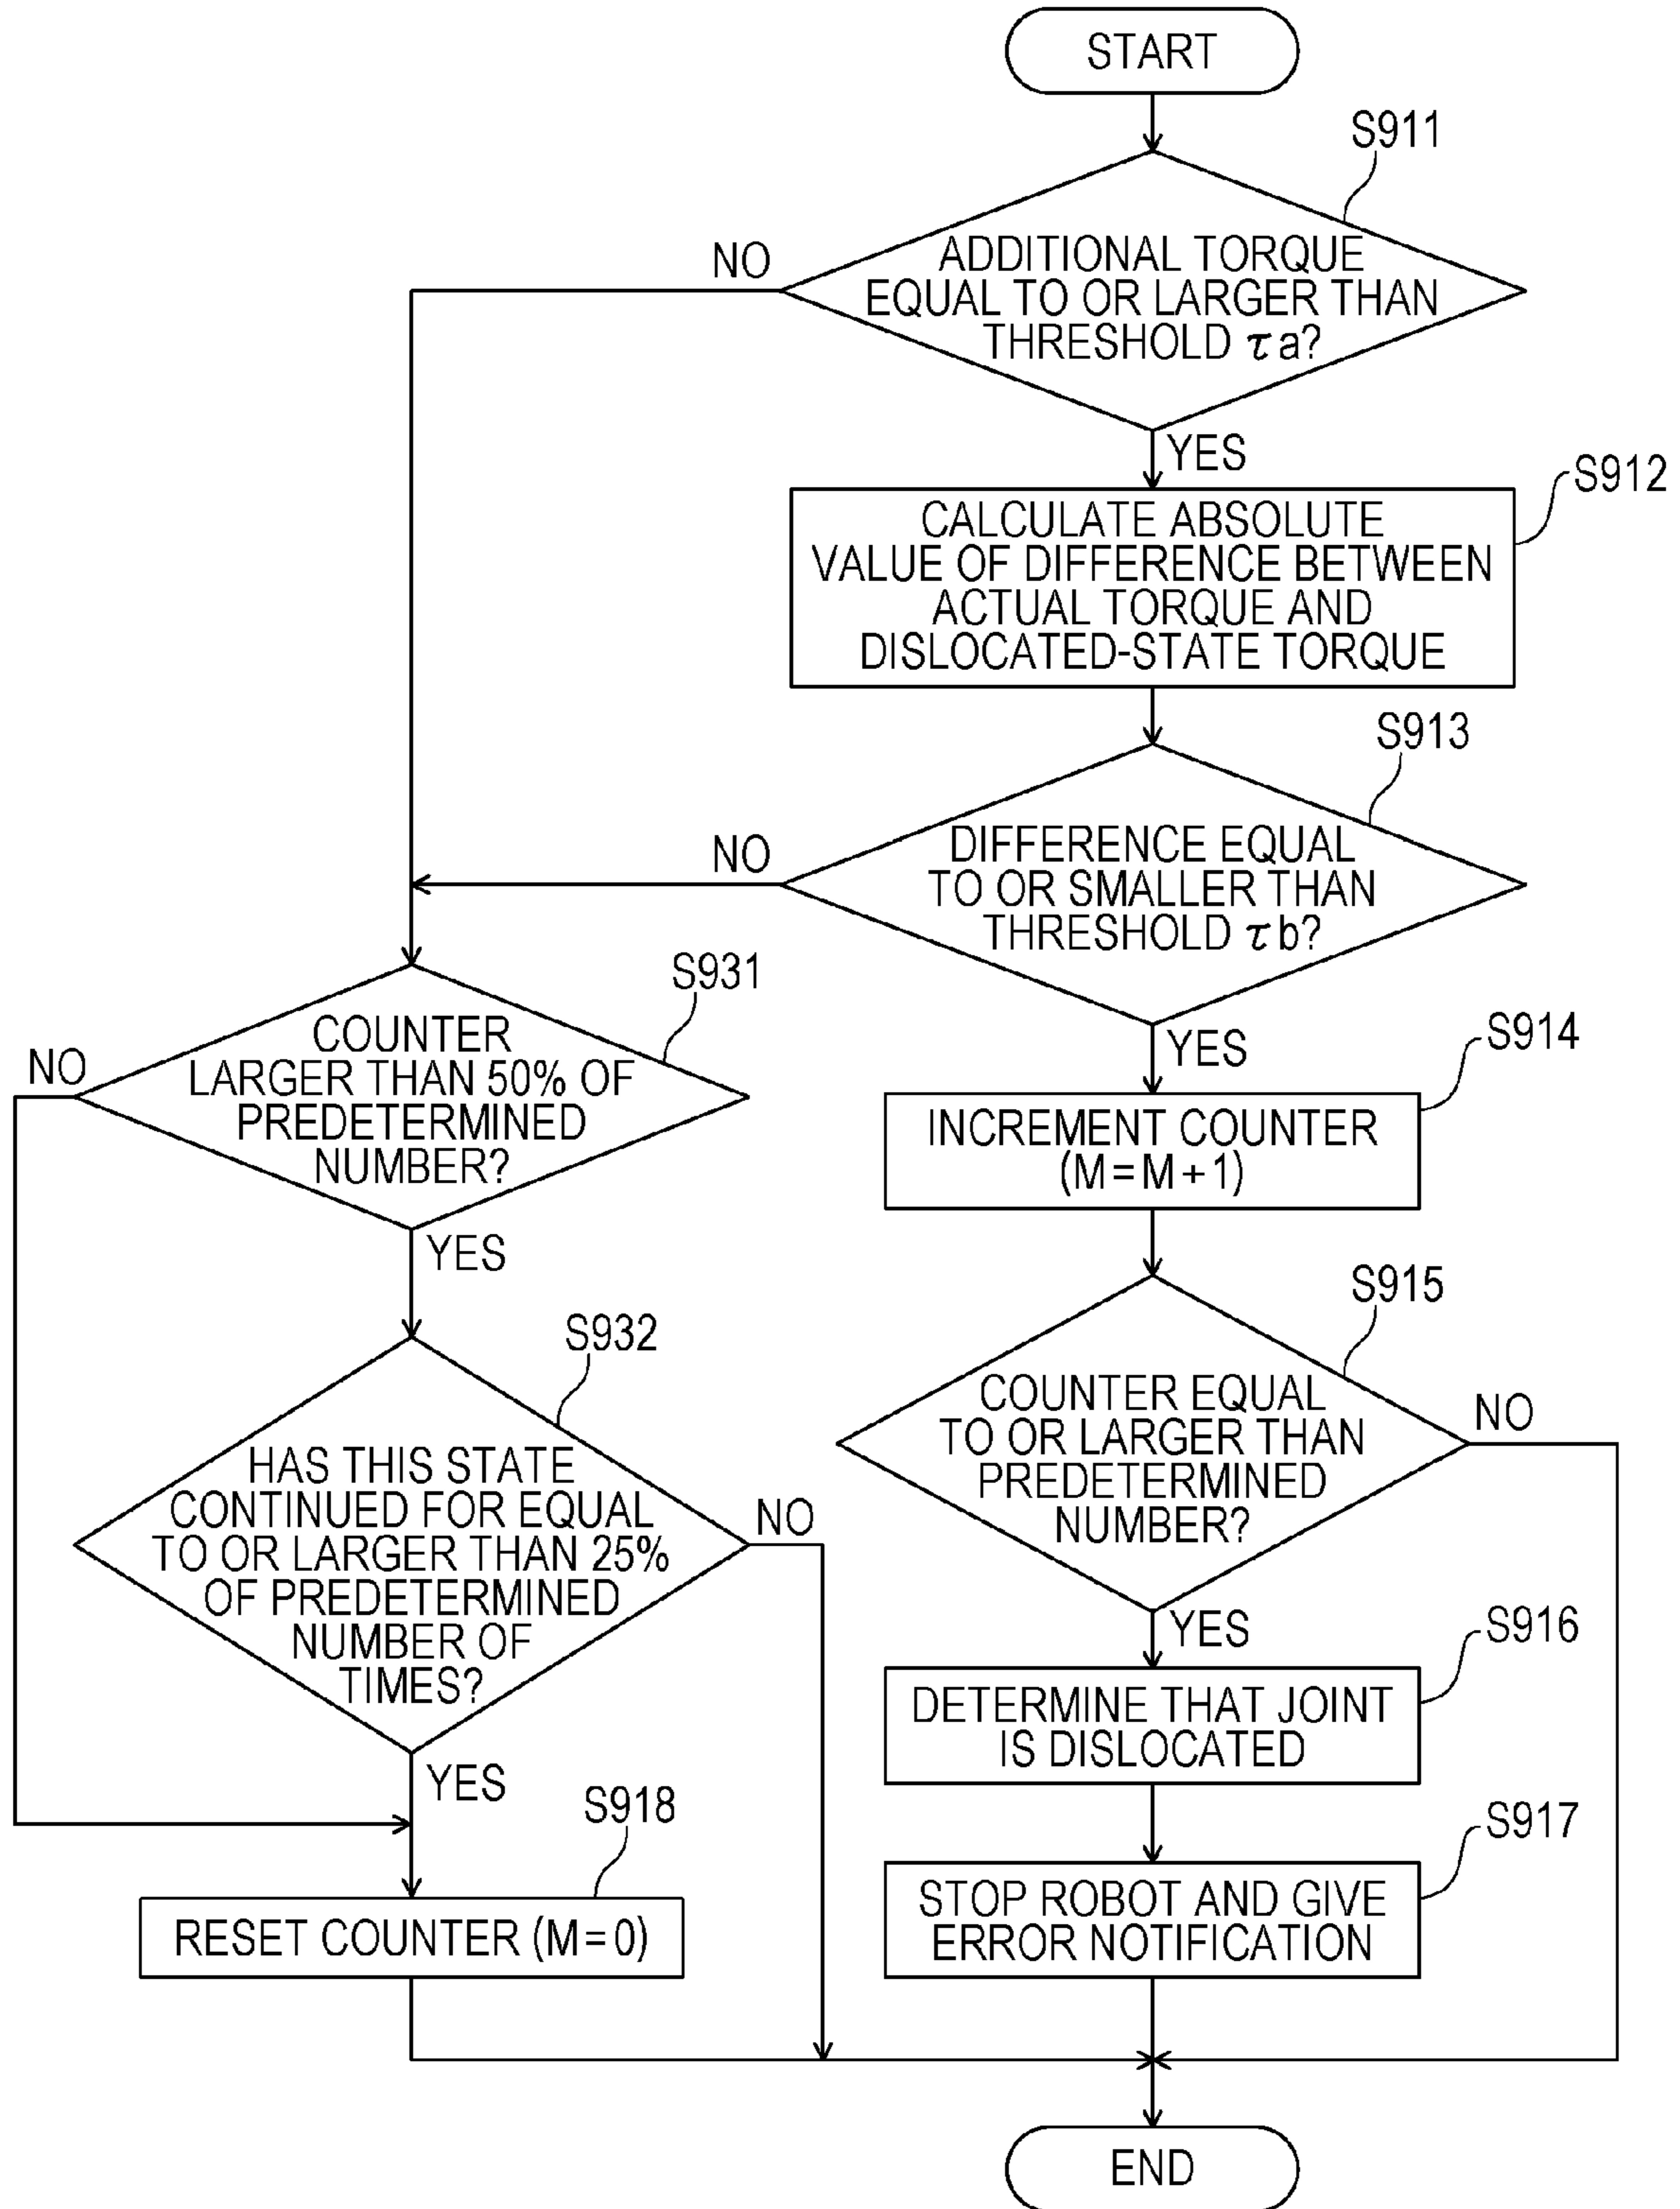 START
S911
NO
ADDITIONAL TORQUE
EQUAL TO OR LARGER THAN
THRESHOLD τa?
YES
S912
CALCULATE ABSOLUTE
VALUE OF DIFFERENCE BETWEEN
ACTUAL TORQUE AND
DISLOCATED-STATE TORQUE
S913
NO
DIFFERENCE EQUAL
TO OR SMALLER THAN
THRESHOLD τb?
YES
S914
INCREMENT COUNTER
(M=M+1)
S915
COUNTER EQUAL
TO OR LARGER THAN
PREDETERMINED
NUMBER?
NO
YES
S916
DETERMINE THAT JOINT
IS DISLOCATED
S917
STOP ROBOT AND GIVE
ERROR NOTIFICATION
S931
NO
COUNTER
LARGER THAN 50% OF
PREDETERMINED
NUMBER?
YES
S932
HAS THIS STATE
CONTINUED FOR EQUAL
TO OR LARGER THAN 25%
OF PREDETERMINED
NUMBER OF
TIMES?
NO
YES
S918
RESET COUNTER (M=0)
END